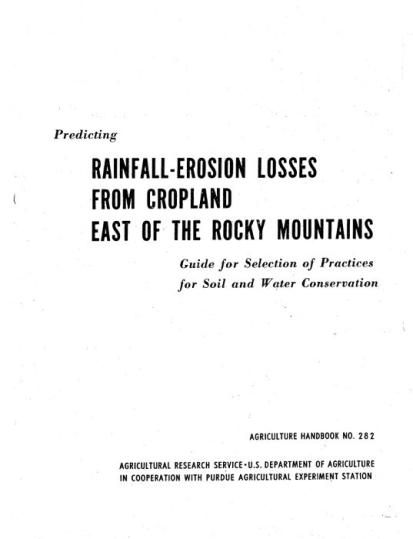 Predicting
RAINFALL-EROSION LOSSES
FROM CROPLAND
EAST OF THE ROCKY MOUNTAINS
Guide for Selection of Practices
for Soil and Water Conservation
AGRICULTURE HANDBOOK NO. 282
AGRICULTURAL RESEARCH SERVICE • U.S. DEPARTMENT OF AGRICULTURE
IN COOPERATION WITH PURDUE AGRICULTURAL EXPERIMENT STATION